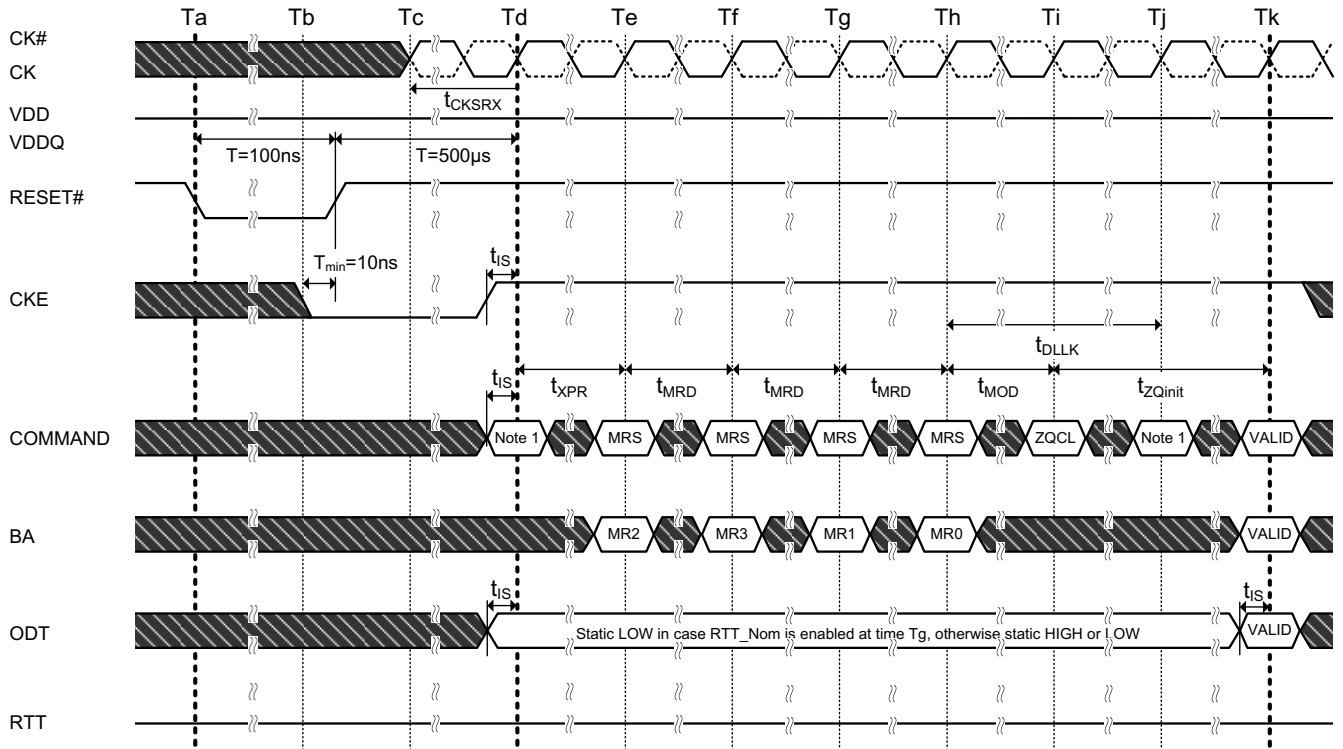 Ta Tb Tc Td Te Tf Tg Th Ti Tj Tk
CK#
CK
tCKSRX
VDD
VDDQ
T=100ns T=500µs
RESET#
Tmin=10ns tIS
CKE
tDLLK
tIS tXPR tMRD tMRD tMRD tMOD tZQinit
COMMAND Note 1 MRS MRS MRS MRS ZQCL Note 1 VALID
BA MR2 MR3 MR1 MR0 VALID
tIS tIS
ODT Static LOW in case RTT_Nom is enabled at time Tg, otherwise static HIGH or LOW VALID
RTT